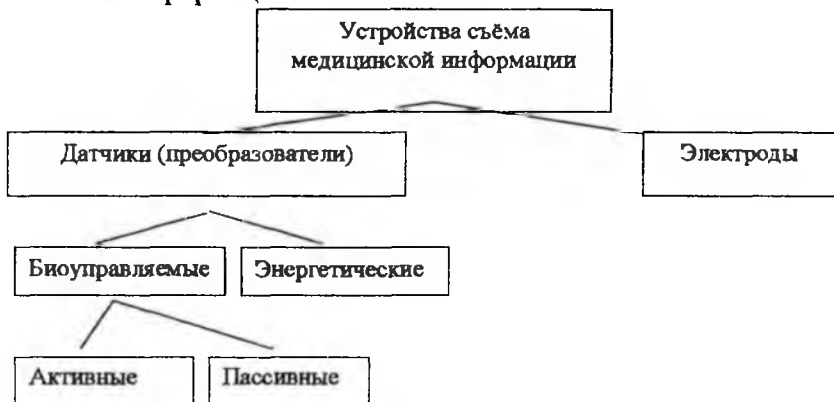 Устройства съёма
медицинской информации
Датчики (преобразователи)
Электроды
Биоуправляемые
Энергетические
Активные
Пассивные